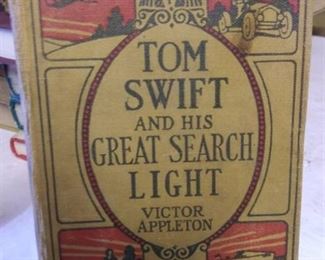 TOM
SWIFT
AND HIS
GREAT SEARCH
LIGHT
VICTOR
APPLETON